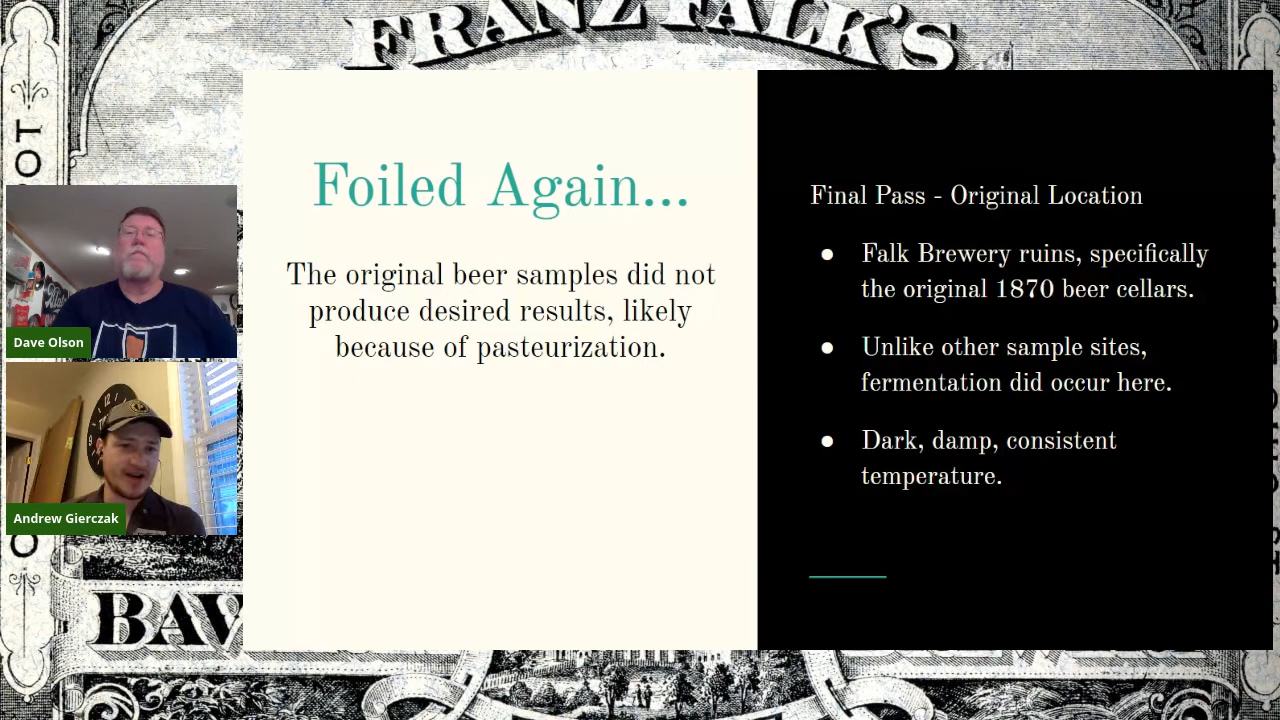 FRANZ FALK'S
Foiled Again...
The original beer samples did not
produce desired results, likely
because of pasteurization.
Final Pass - Original Location
● Falk Brewery ruins, specifically
the original 1870 beer cellars.
● Unlike other sample sites,
fermentation did occur here.
● Dark, damp, consistent
temperature.
Dave Olson
Andrew Gierczak
BAV